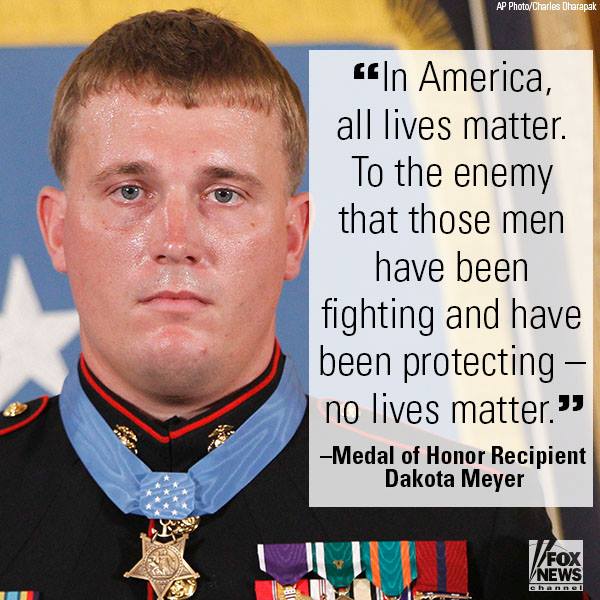 AP Photo/Charles Dharapak
“In America,
all lives matter.
To the enemy
that those men
have been
fighting and have
been protecting –
no lives matter.”
–Medal of Honor Recipient
Dakota Meyer
FOX
NEWS
channel